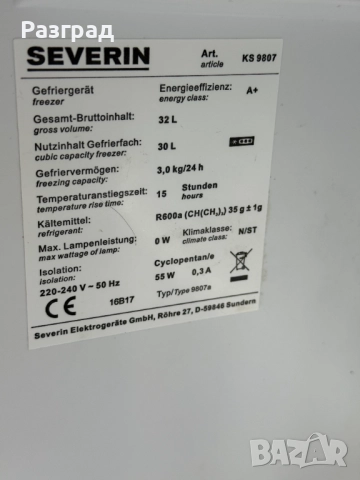 Разград
SEVERIN
Art. KS 9807
article
Gefriergerät Energieeffizienz: A+
freezer energy class:
Gesamt-Bruttoinhalt: 32 L
gross volume:
Nutzinhalt Gefrierfach: 30 L
cubic capacity freezer:
Gefriervermögen: 3,0 kg/24 h
freezing capacity:
Temperaturanstiegszeit: 15 Stunden
temperature rise time: hours
Kältemittel: R600a (CH(CH₃)₃) 35 g ± 1g
refrigerant:
Max. Lampenleistung: 0 W Klimaklasse: N/ST
max wattage of lamp: climate class:
Isolation: Cyclopentan/e
isolation: 55 W 0,3 A
220-240 V ~ 50 Hz
CE 16B17 Typ/Type 9807a
Severin Elektrogeräte GmbH, Röhre 27, D-59846 Sundern
BAZAR